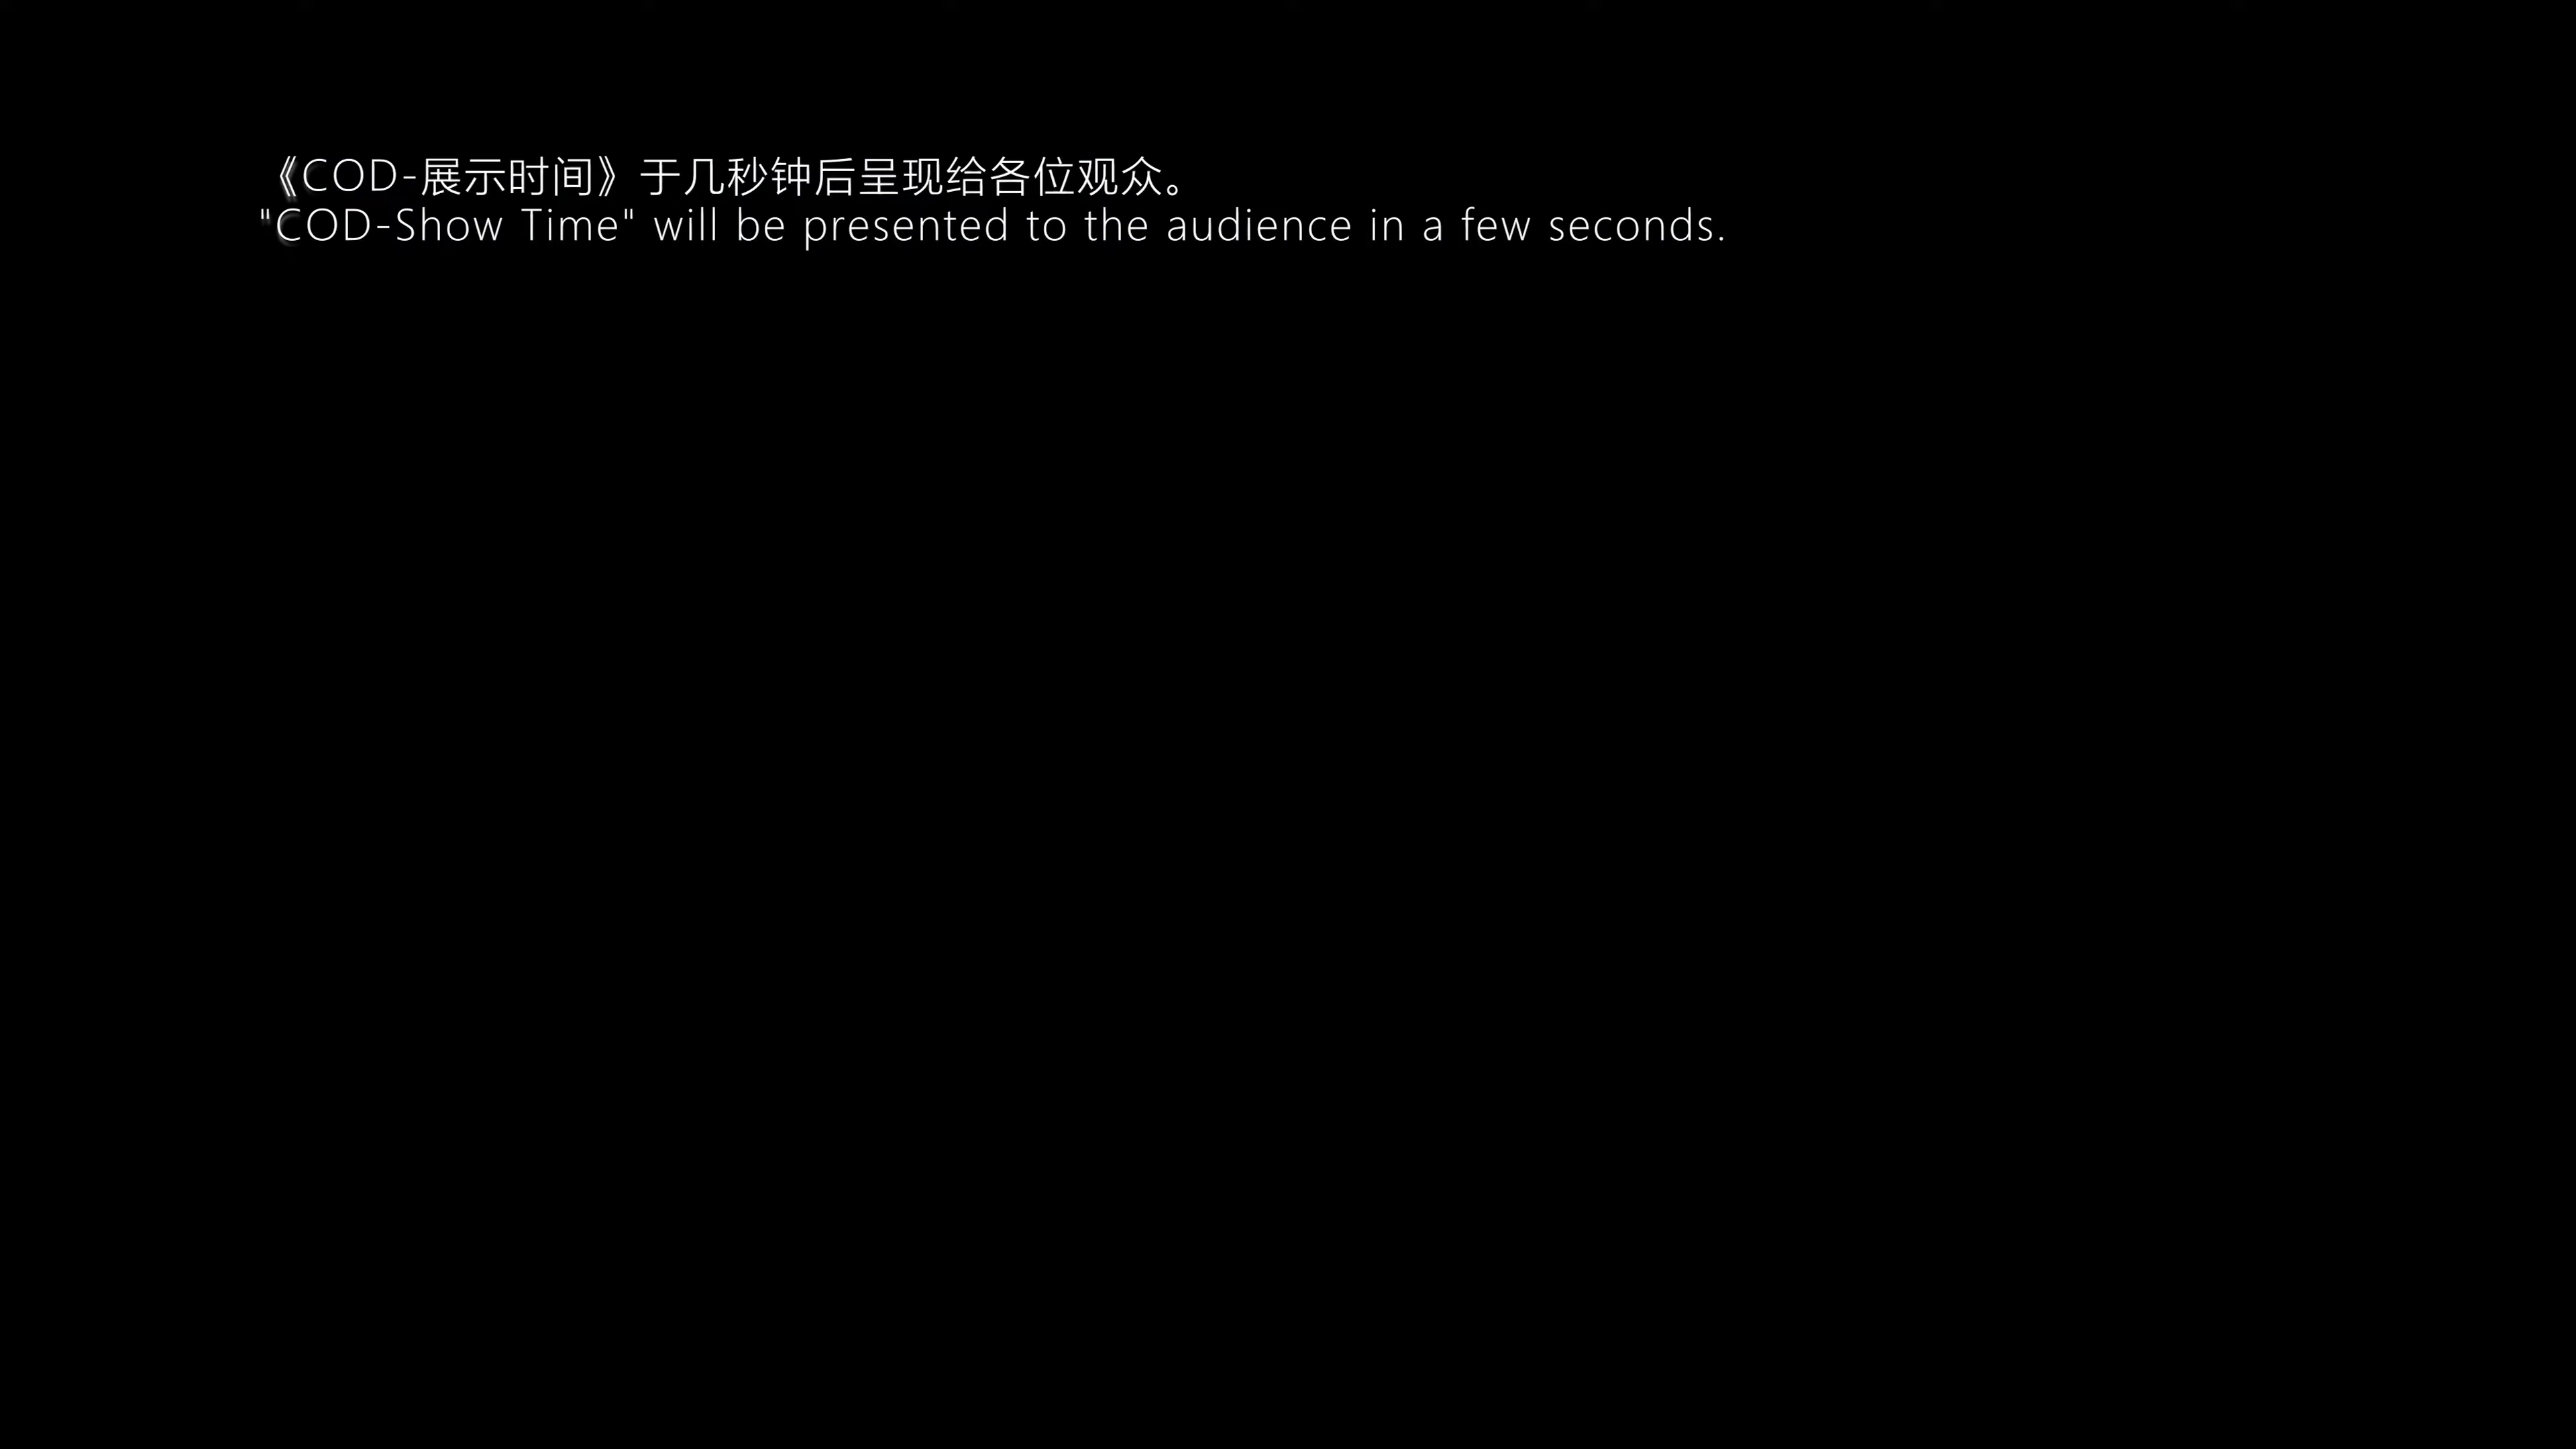 《COD-展示时间》于几秒钟后呈现给各位观众。
"COD-Show Time" will be presented to the audience in a few seconds.